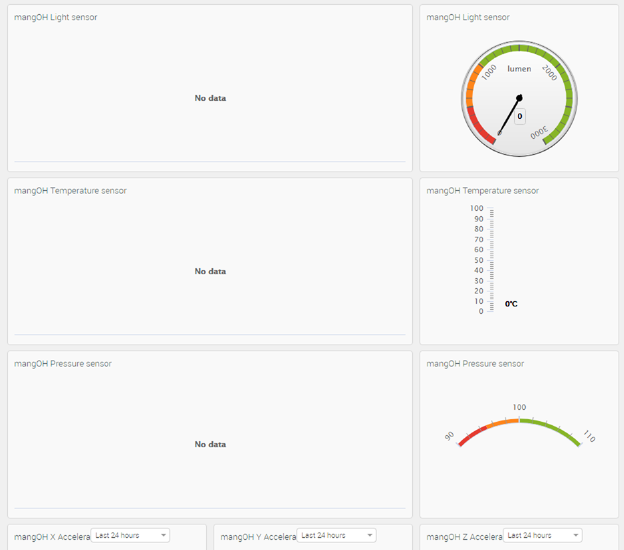 mangOH Light sensor
No data
mangOH Light sensor
lumen
1000
2000
3000
0
mangOH Temperature sensor
No data
mangOH Temperature sensor
100
90
80
70
60
50
40
30
20
10
0
0°C
mangOH Pressure sensor
No data
mangOH Pressure sensor
90
100
110
mangOH X Accelera
Last 24 hours
mangOH Y Accelera
Last 24 hours
mangOH Z Accelera
Last 24 hours